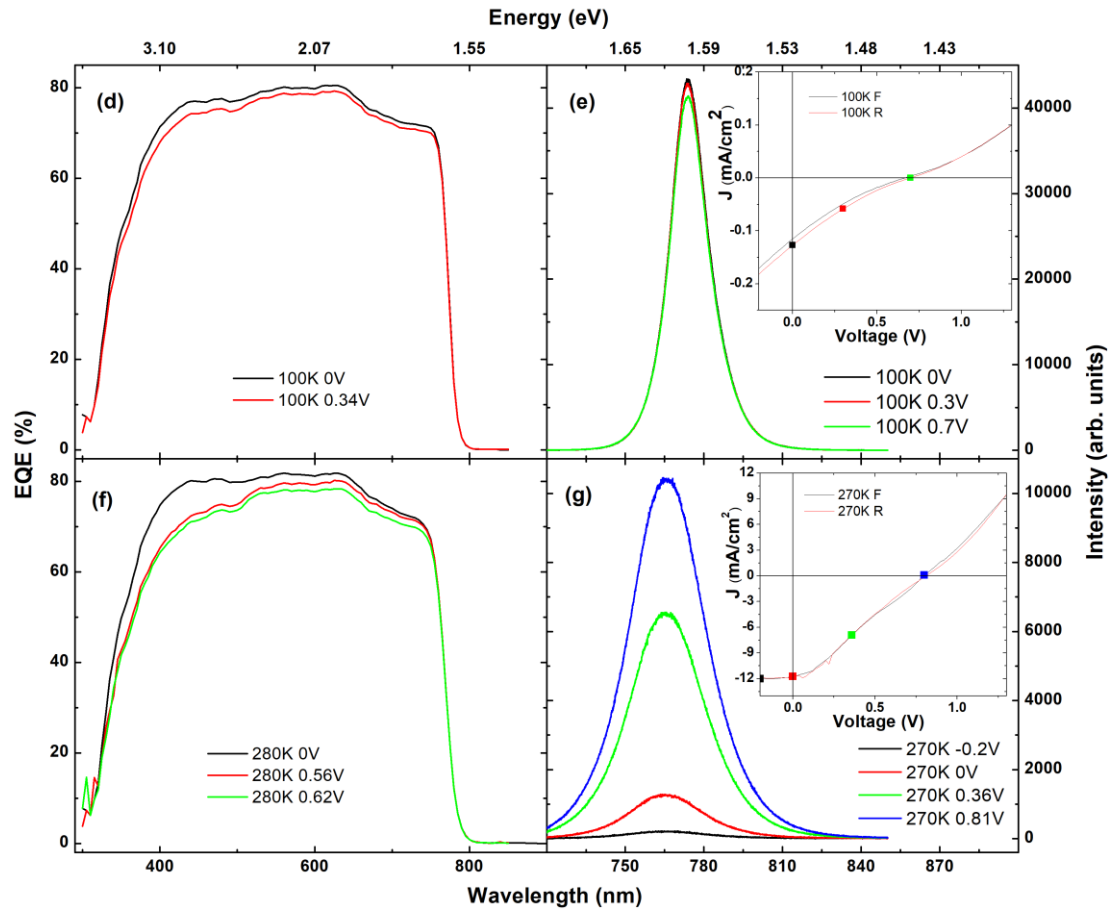 Energy (eV)
3.10 2.07 1.55 1.65 1.59 1.53 1.48 1.43
(d)
80
60
40
20
0
100K 0V
100K 0.34V
(e)
100K 0V
100K 0.3V
100K 0.7V
40000
30000
10000
0
0.2
0.1
0.0
-0.1
-0.2
J (mA/cm2
100K F
100K R
0.0 0.5 1.0
Voltage (V)
EQE (%)
Intensity (arb. units)
(f)
80
60
40
20
0
280K 0V
280K 0.56V
280K 0.62V
(g)
270K -0.2V
270K 0V
270K 0.36V
270K 0.81V
10000
8000
6000
4000
2000
0
12
9
6
3
0
-3
-6
-9
-12
J (mA/cm2)
270K F
270K R
0.0 0.5 1.0
Voltage (V)
400 600 800 750 780 810 840 870
Wavelength (nm)